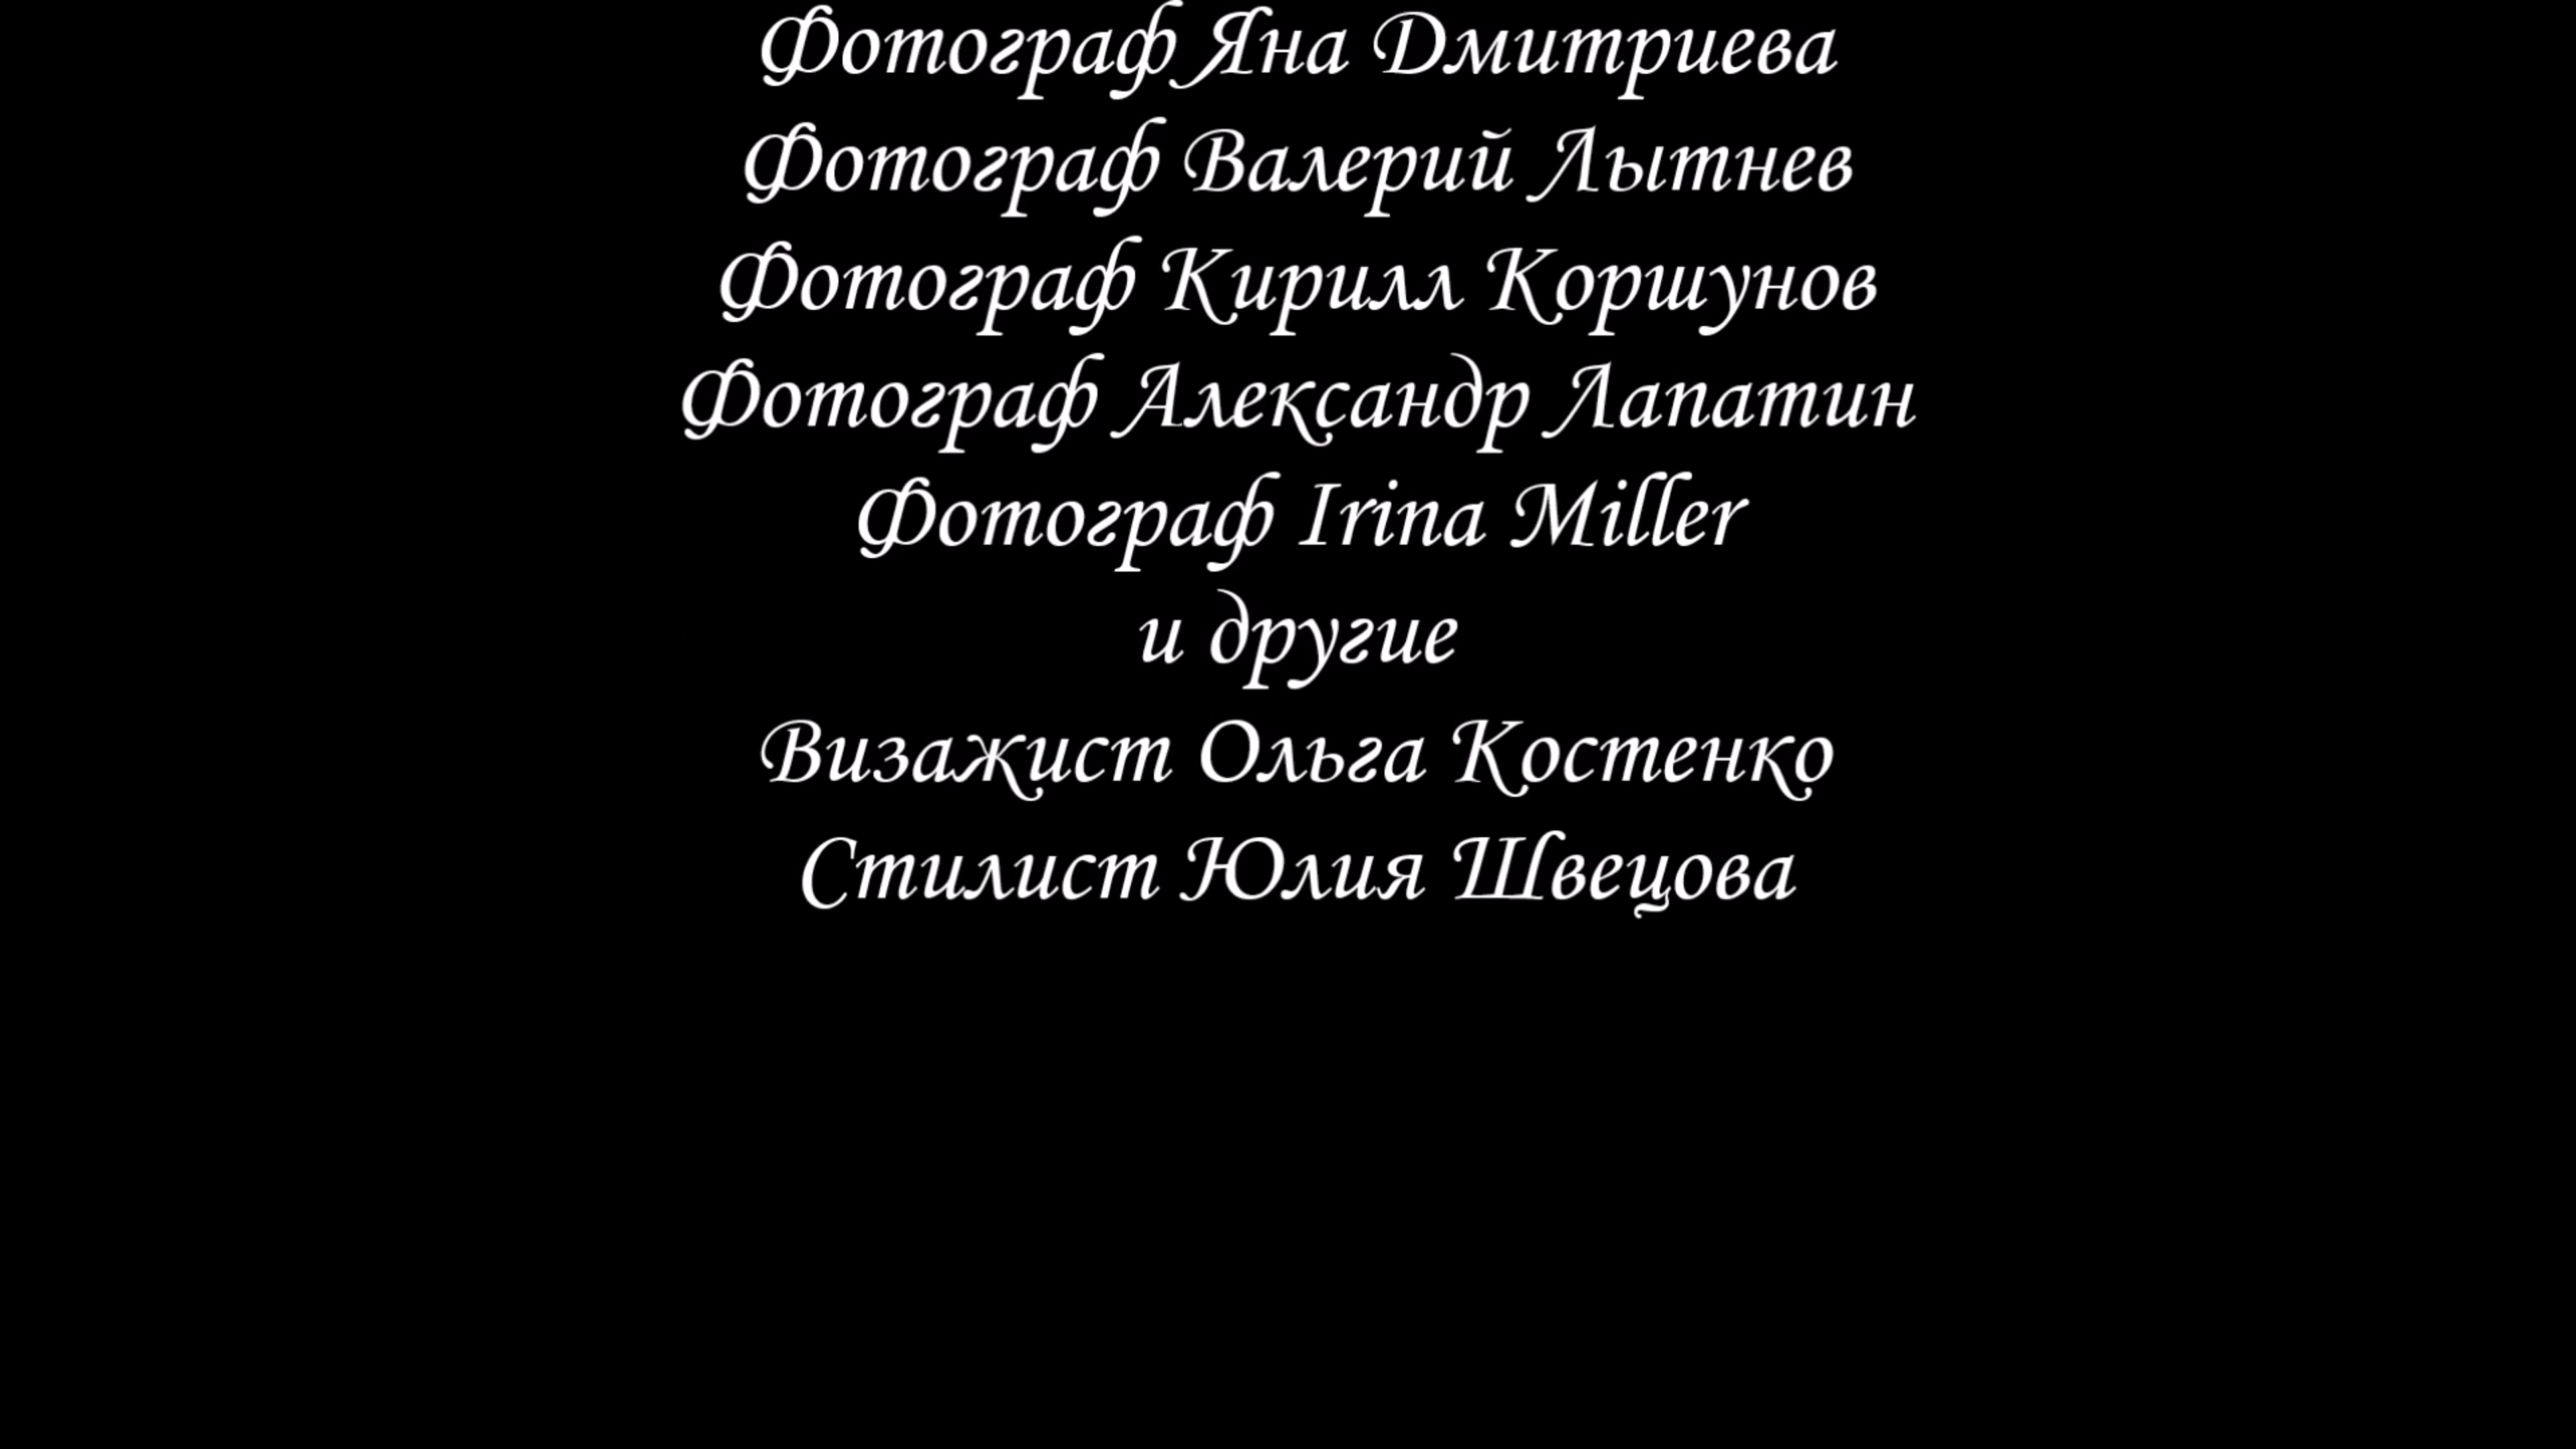 Фотограф Яна Дмитриева
Фотограф Валерий Лытнев
Фотограф Кирилл Коршунов
Фотограф Александр Лапатин
Фотограф Irina Miller
и другие
Визажист Ольга Костенко
Стилист Юлия Швецова